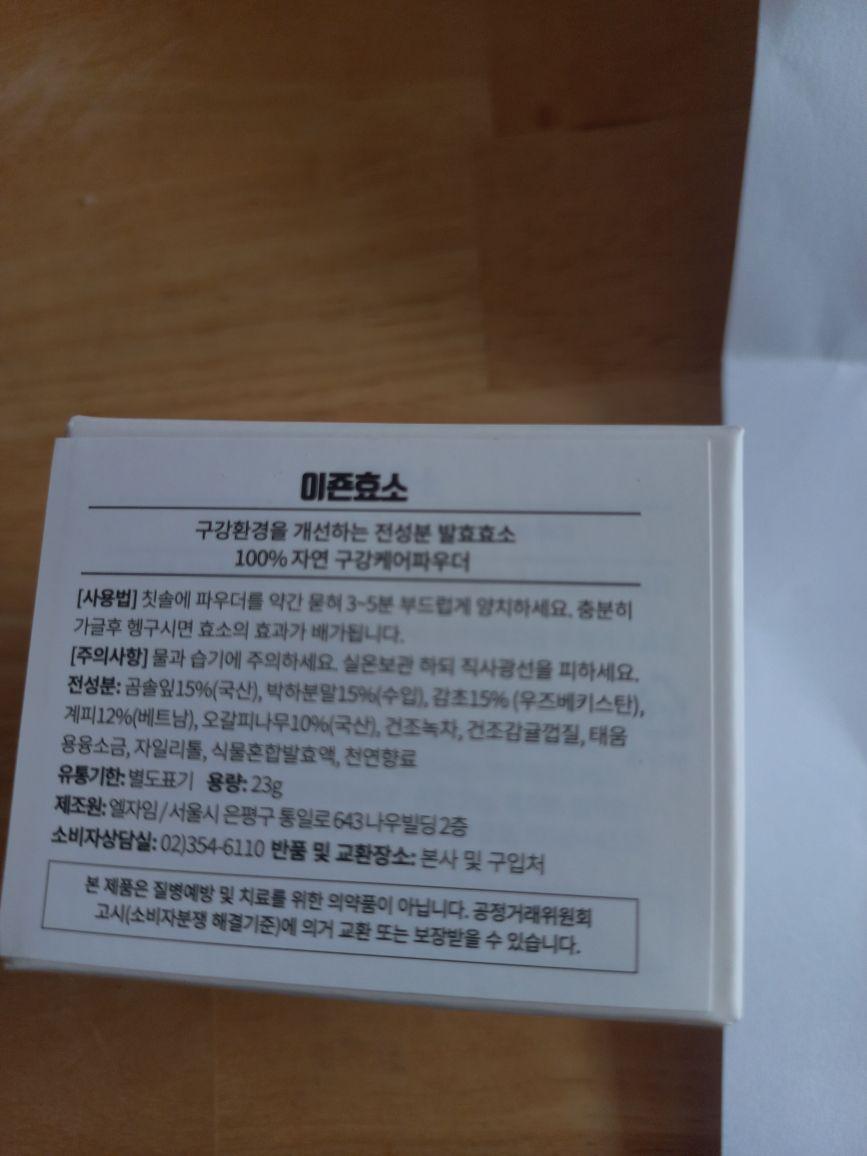 이죤효소
구강환경을 개선하는 전성분 발효효소
100% 자연 구강케어파우더
[사용법] 칫솔에 파우더를 약간 묻혀 3~5분 부드럽게 양치하세요. 충분히
가글후 헹구시면 효소의 효과가 배가됩니다.
[주의사항] 물과 습기에 주의하세요. 실온보관 하되 직사광선을 피하세요.
전성분: 곰솔잎15%(국산), 박하분말15%(수입), 감초15% (우즈베키스탄),
계피12%(베트남), 오갈피나무10%(국산), 건조녹차, 건조감귤껍질, 태움
용융소금, 자일리톨, 식물혼합발효액, 천연향료
유통기한: 별도표기 용량: 23g
제조원: 엘자임 / 서울시 은평구 통일로 643 나우빌딩 2층
소비자상담실: 02)354-6110 반품 및 교환장소: 본사 및 구입처
본 제품은 질병예방 및 치료를 위한 의약품이 아닙니다. 공정거래위원회
고시(소비자분쟁 해결기준)에 의거 교환 또는 보장받을 수 있습니다.